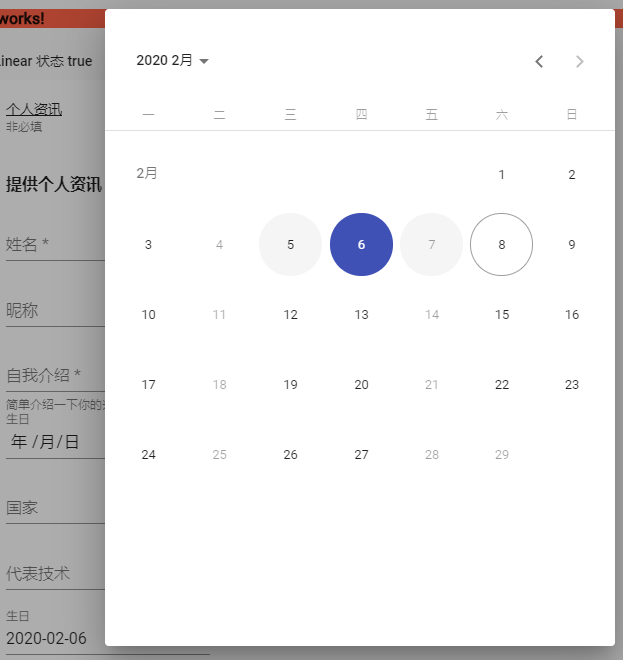 works!
2020 2月
inear 状态 true
一 二 三 四 五 六 日
个人资讯
非必填
2月 1 2
提供个人资讯
姓名 *
3 4 5 6 7 8 9
昵称
10 11 12 13 14 15 16
自我介绍 *
17 18 19 20 21 22 23
简单介绍一下你的
生日
年 /月/日
24 25 26 27 28 29
国家
代表技术
生日
2020-02-06